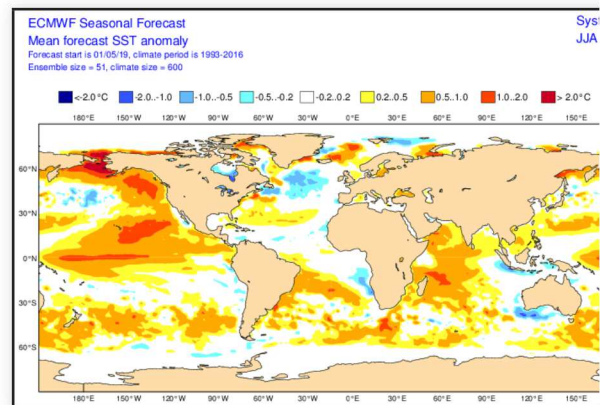 ECMWF Seasonal Forecast
Mean forecast SST anomaly
Forecast start is 01/05/19, climate period is 1993-2016
Ensemble size = 51, climate size = 600
JJA
<-2.0°C -2.0..-1.0 -1.0..-0.5 -0.5..-0.2 -0.2..0.2 0.2..0.5 0.5..1.0 1.0..2.0 > 2.0°C
180°E 150°W 120°W 90°W 60°W 30°W 0°E 30°E 60°E 90°E 120°E 150°E
60°N
30°N
0°N
30°S
60°S
180°E 150°W 120°W 90°W 60°W 30°W 0°E 30°E 60°E 90°E 120°E 150°E